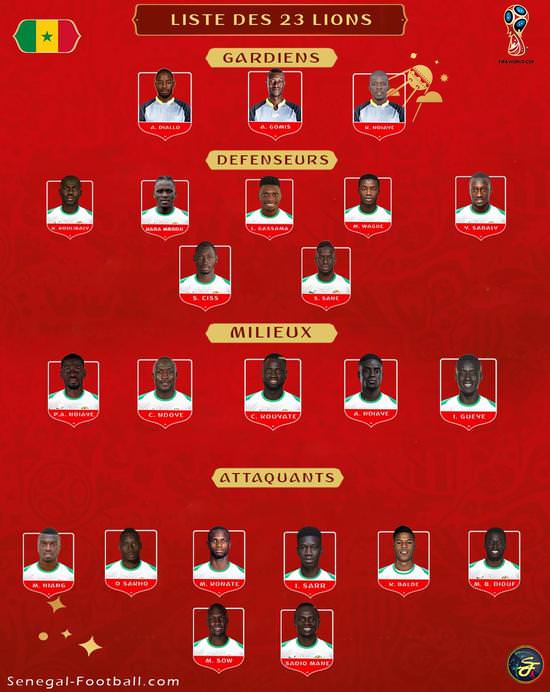 LISTE DES 23 LIONS
FIFA WORLD CUP
GARDIENS
A. DIALLO
A. GOMIS
K. NDIAYE
DEFENSEURS
K. KOULIBALY
KARA MBODJI
L. GASSAMA
M. WAGUE
Y. SABALY
S. CISS
S. SANE
MILIEUX
P.A. NDIAYE
C. NDOYE
C. KOUYATE
A. NDIAYE
I. GUEYE
ATTAQUANTS
M. NIANG
D SAKHO
M. KONATE
I. SARR
K. BALDE
M. B. DIOUF
M. SOW
SADIO MANE
Senegal-Football.com